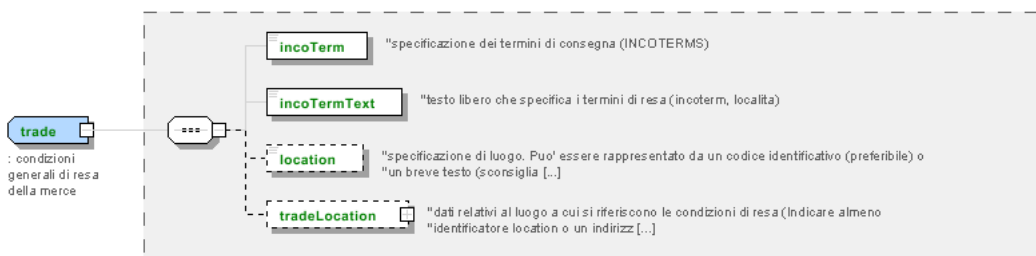 incoTerm
"specificazione dei termini di consegna (INCOTERMS)
incoTermText
"testo libero che specifica i termini di resa (incoterm, localita)
trade
: condizioni
generali di resa
della merce
location
"specificazione di luogo. Puo' essere rappresentato da un codice identificativo (preferibile) o
"un breve testo (sconsiglia [...]
tradeLocation
"dati relativi al luogo a cui si riferiscono le condizioni di resa (Indicare almeno
"identificatore location o un indirizz [...]